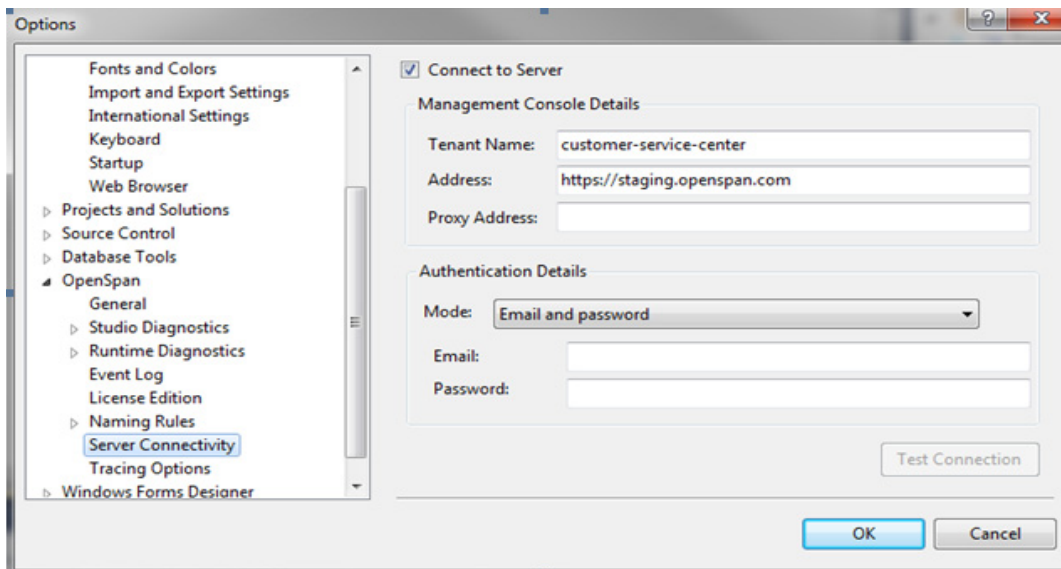 Options
Fonts and Colors
Import and Export Settings
International Settings
Keyboard
Startup
Web Browser
Projects and Solutions
Source Control
Database Tools
OpenSpan
General
Studio Diagnostics
Runtime Diagnostics
Event Log
License Edition
Naming Rules
Server Connectivity
Tracing Options
Windows Forms Designer
Connect to Server
Management Console Details
Tenant Name: customer-service-center
Address: https://staging.openspan.com
Proxy Address:
Authentication Details
Mode: Email and password
Email:
Password:
Test Connection
OK Cancel